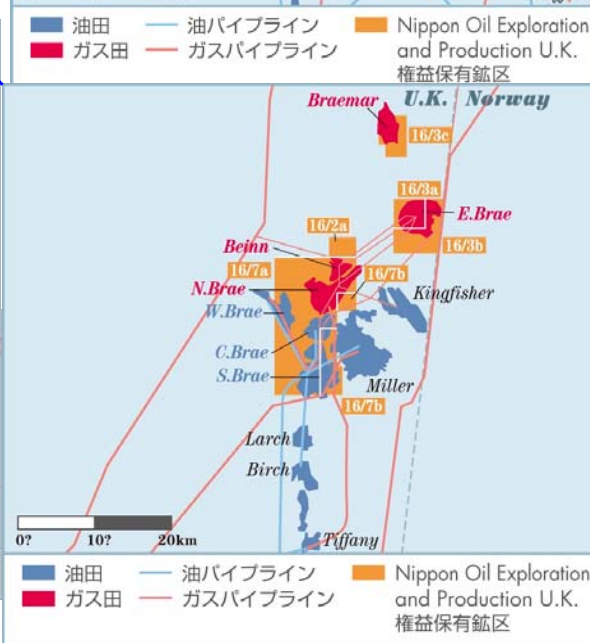 油田 油パイプライン Nippon Oil Exploration
ガス田 ガスパイプライン and Production U.K.
権益保有鉱区
Braemar U.K. Norway
16/3c
16/3a
E.Brae
16/2a
Beinn 16/3b
16/7a 16/7b
N.Brae Kingfisher
W.Brae
C.Brae
S.Brae
Miller
16/7b
Larch
Birch
0? 10? 20km
Tiffany
油田 油パイプライン Nippon Oil Exploration
ガス田 ガスパイプライン and Production U.K.
権益保有鉱区